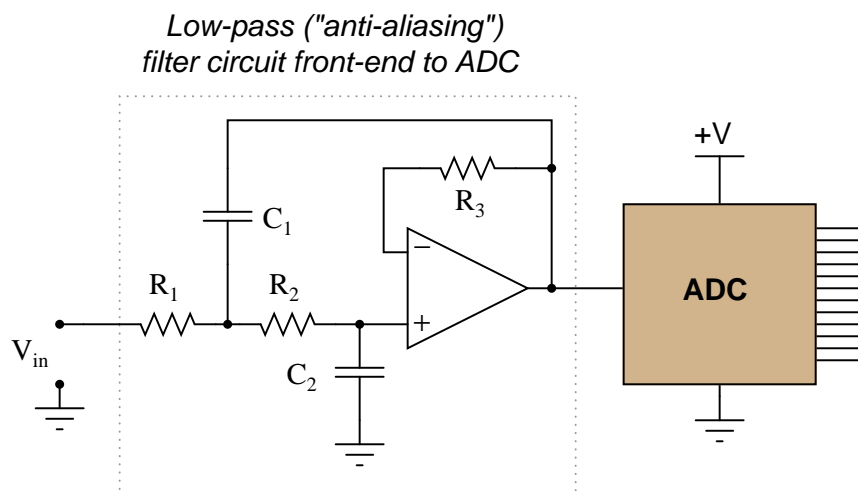 Low-pass ("anti-aliasing")
filter circuit front-end to ADC
+V
R3
C1
−
ADC
R1
R2
+
Vin
C2